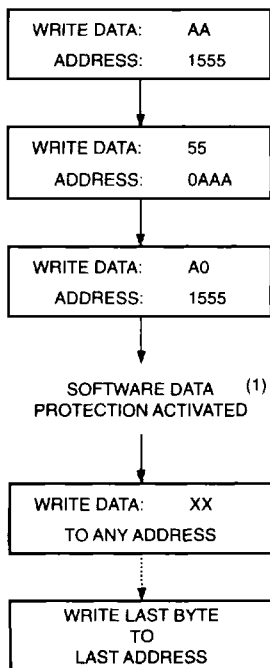 WRITE DATA: AA
ADDRESS: 1555
WRITE DATA: 55
ADDRESS: 0AAA
WRITE DATA: A0
ADDRESS: 1555
SOFTWARE DATA (1)
PROTECTION ACTIVATED
WRITE DATA: XX
TO ANY ADDRESS
WRITE LAST BYTE
TO
LAST ADDRESS